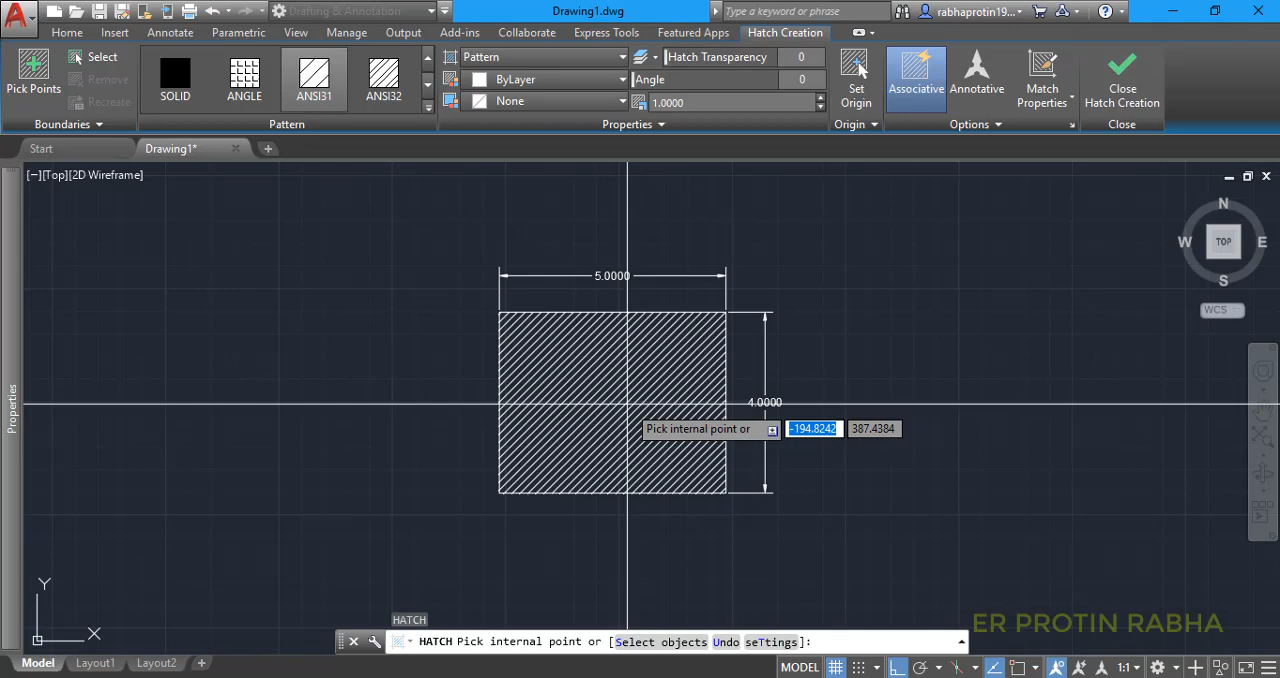 Drafting & Annotation
Drawing1.dwg
Type a keyword or phrase
rabhaprotin19...
Home Insert Annotate Parametric View Manage Output Add-ins Collaborate Express Tools Featured Apps Hatch Creation
Pick Points
Select
Remove
Recreate
Boundaries
SOLID
ANGLE
ANSI31
ANSI32
Pattern
Pattern
ByLayer
None
Hatch Transparency 0
Angle 0
1.0000
Properties
Set
Origin
Origin
Associative
Annotative
Match
Properties
Options
Close
Hatch Creation
Close
Start
Drawing1*
[−][Top][2D Wireframe]
N
W
TOP
E
S
WCS
5.0000
4.0000
Pick internal point or
-194.8242
387.4384
Properties
Y
X
HATCH
ER PROTIN RABHA
HATCH Pick internal point or [Select objects Undo seTtings]:
Model
Layout1
Layout2
MODEL
1:1